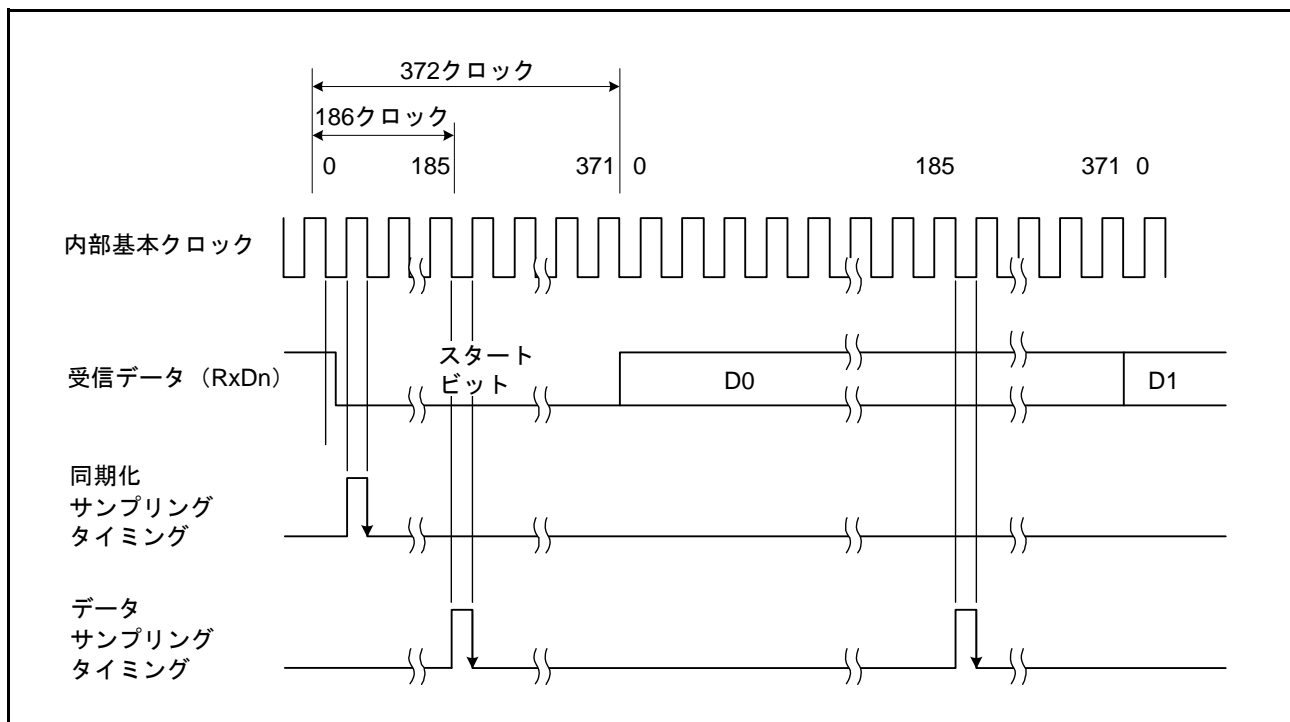 372クロック
186クロック
0 185 371 0 185 371 0
内部基本クロック
受信データ（RxDn）
スタート
ビット
D0
D1
同期化
サンプリング
タイミング
データ
サンプリング
タイミング